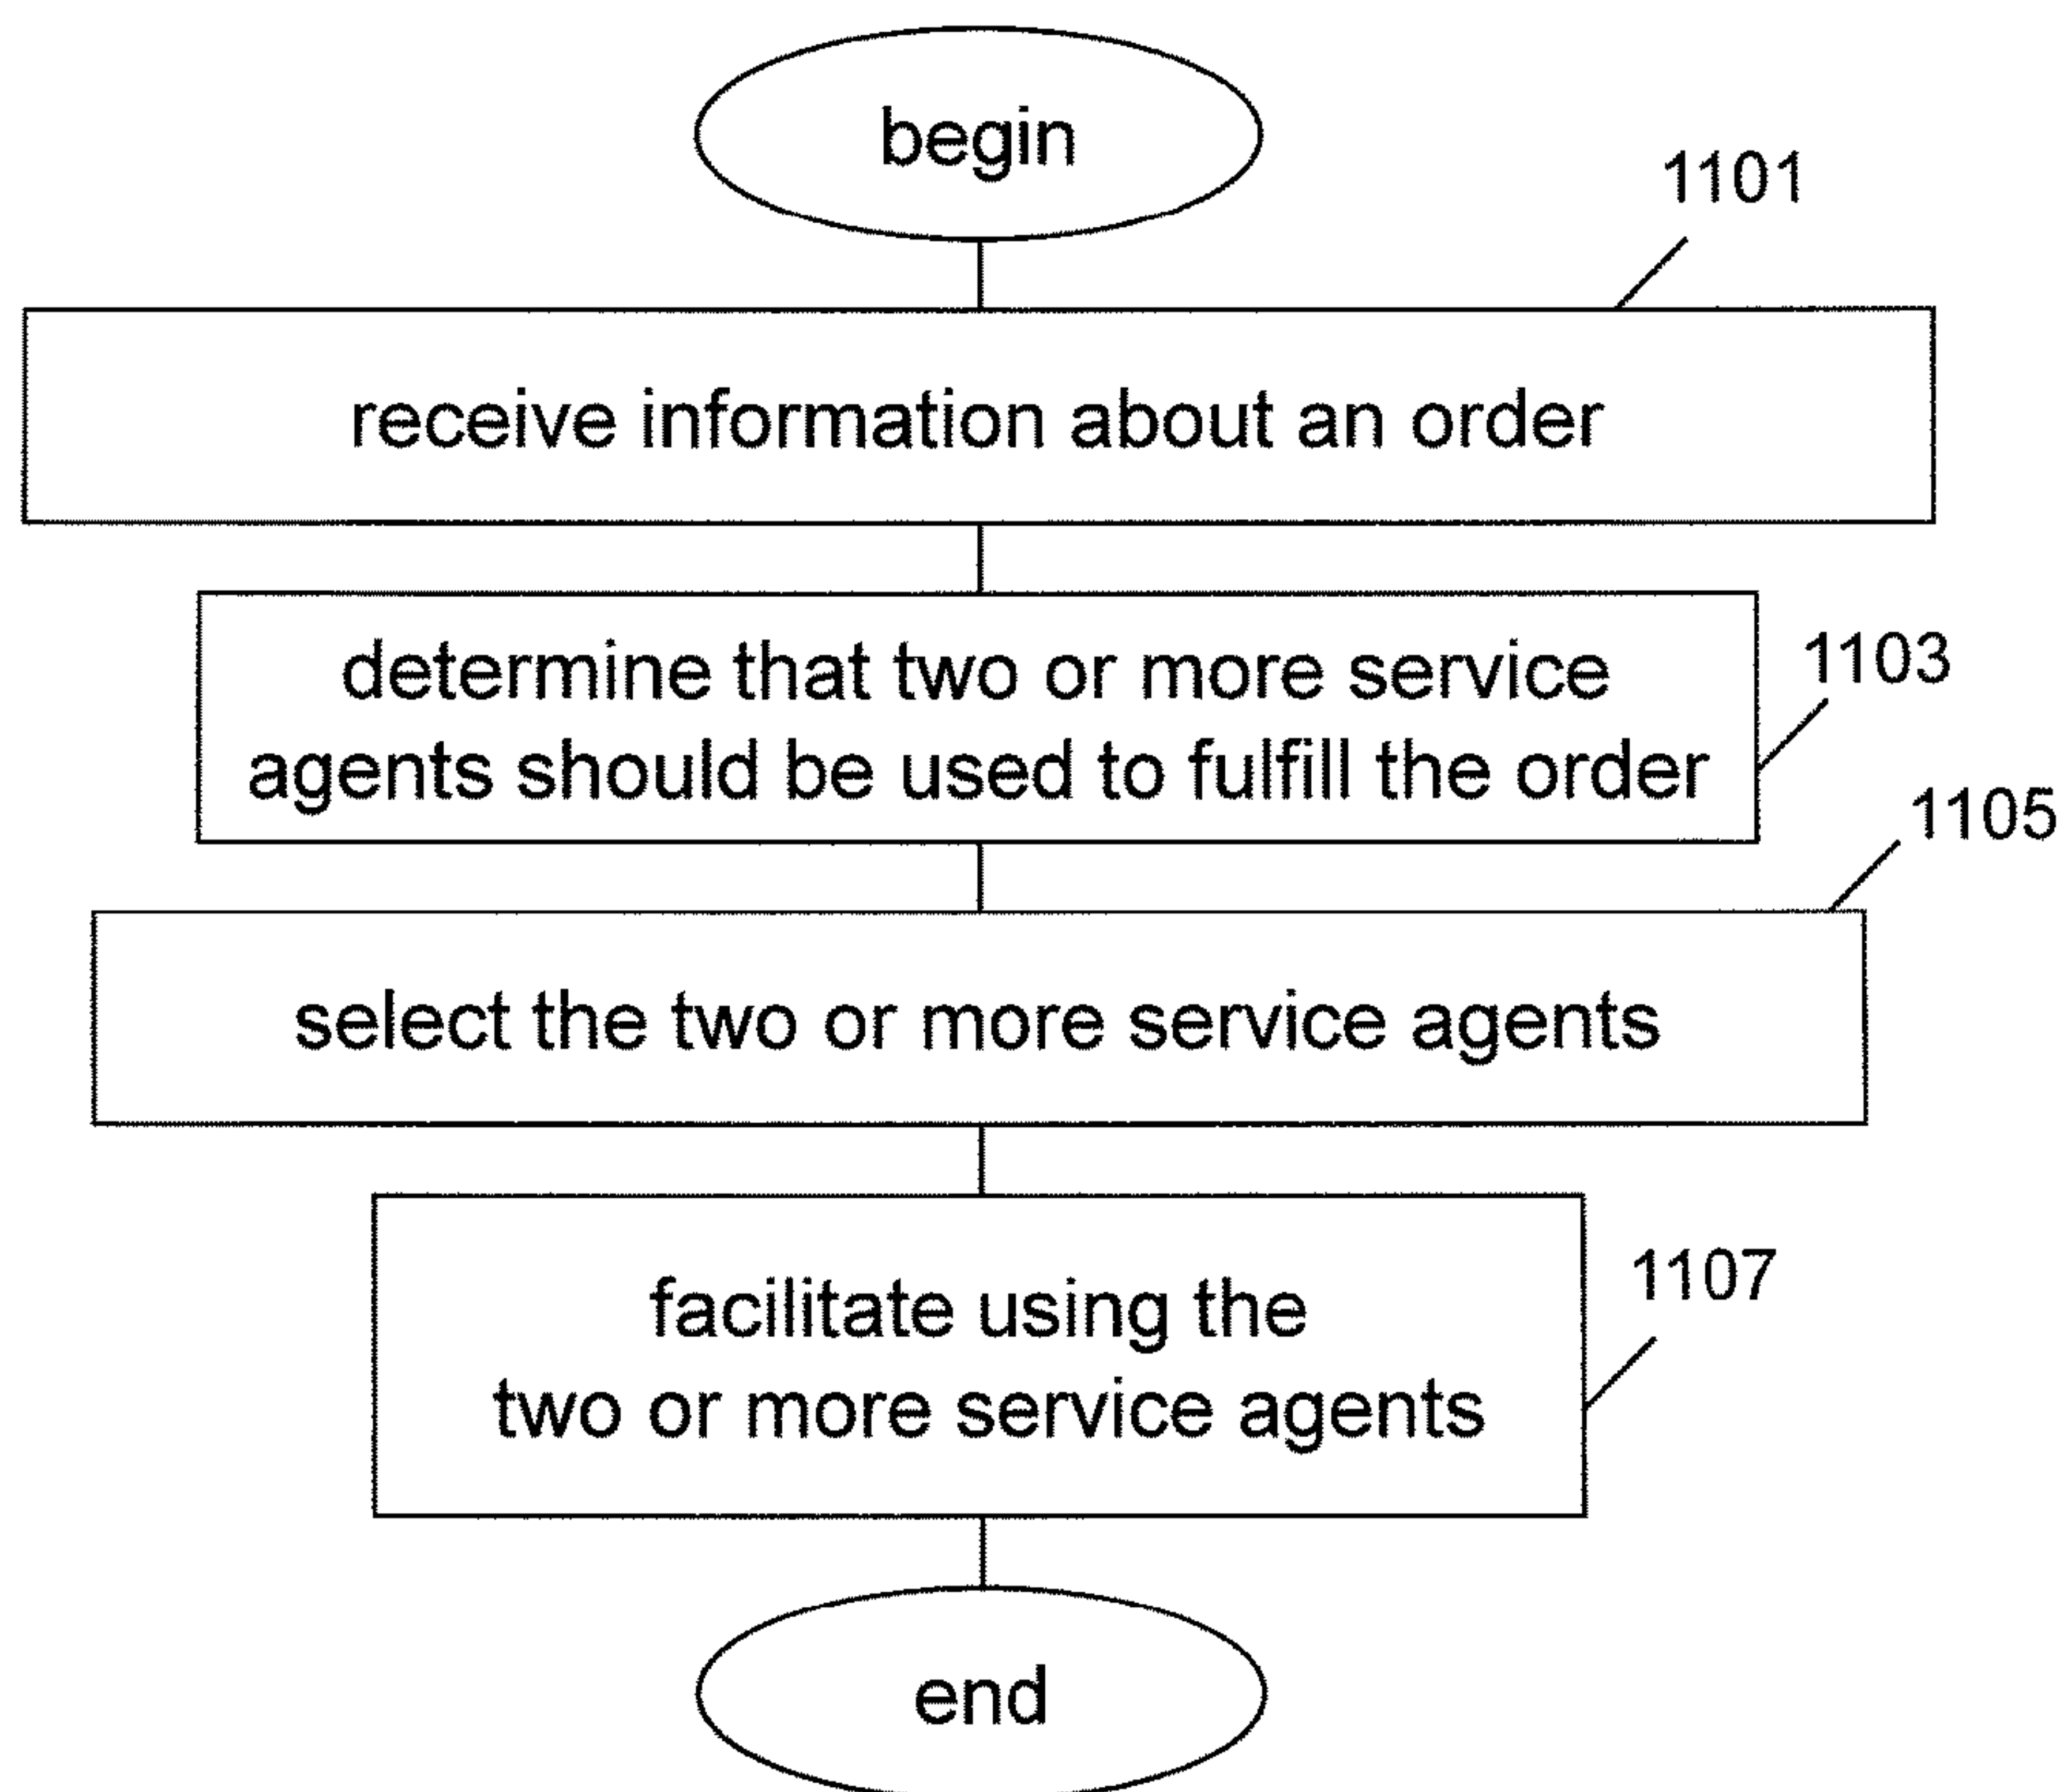 begin
1101
receive information about an order
determine that two or more service
agents should be used to fulfill the order
1103
1105
select the two or more service agents
facilitate using the
two or more service agents
1107
end